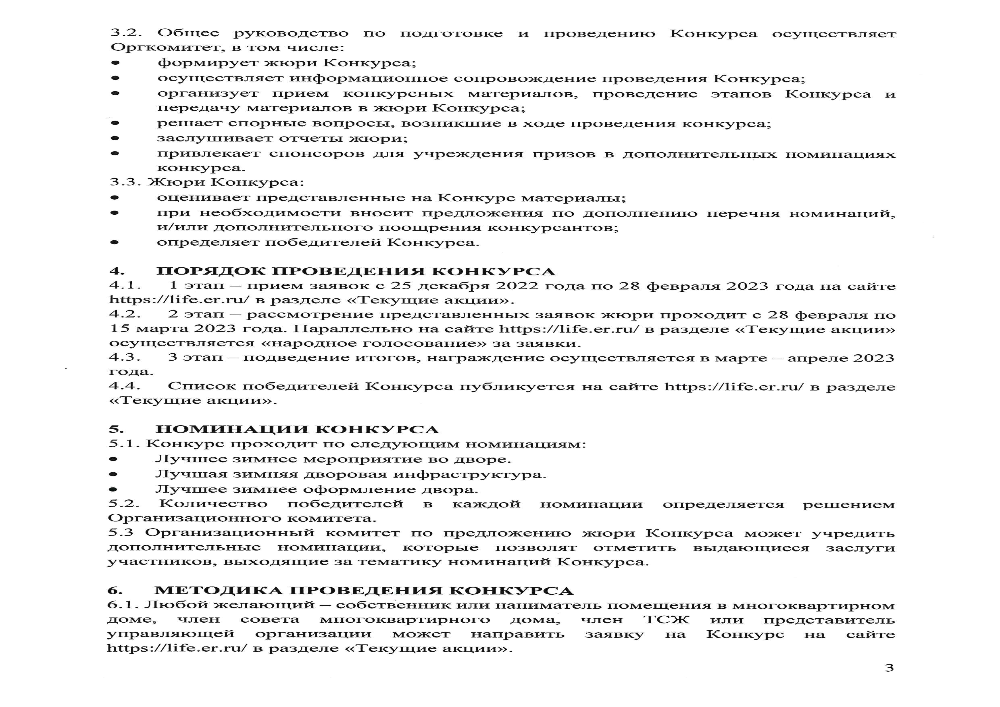 3.2. Общее руководство по подготовке и проведению Конкурса осуществляет
Оргкомитет, в том числе:
• формирует жюри Конкурса;
• осуществляет информационное сопровождение проведения Конкурса;
• организует прием конкурсных материалов, проведение этапов Конкурса и
передачу материалов в жюри Конкурса;
• решает спорные вопросы, возникшие в ходе проведения конкурса;
• заслушивает отчеты жюри;
• привлекает спонсоров для учреждения призов в дополнительных номинациях
конкурса.
3.3. Жюри Конкурса:
• оценивает представленные на Конкурс материалы;
• при необходимости вносит предложения по дополнению перечня номинаций,
и/или дополнительного поощрения конкурсантов;
• определяет победителей Конкурса.
4. ПОРЯДОК ПРОВЕДЕНИЯ КОНКУРСА
4.1. 1 этап – прием заявок с 25 декабря 2022 года по 28 февраля 2023 года на сайте
https://life.er.ru/ в разделе «Текущие акции».
4.2. 2 этап – рассмотрение представленных заявок жюри проходит с 28 февраля по
15 марта 2023 года. Параллельно на сайте https://life.er.ru/ в разделе «Текущие акции»
осуществляется «народное голосование» за заявки.
4.3. 3 этап – подведение итогов, награждение осуществляется в марте – апреле 2023
года.
4.4. Список победителей Конкурса публикуется на сайте https://life.er.ru/ в разделе
«Текущие акции».
5. НОМИНАЦИИ КОНКУРСА
5.1. Конкурс проходит по следующим номинациям:
• Лучшее зимнее мероприятие во дворе.
• Лучшая зимняя дворовая инфраструктура.
• Лучшее зимнее оформление двора.
5.2. Количество победителей в каждой номинации определяется решением
Организационного комитета.
5.3 Организационный комитет по предложению жюри Конкурса может учредить
дополнительные номинации, которые позволят отметить выдающиеся заслуги
участников, выходящие за тематику номинаций Конкурса.
6. МЕТОДИКА ПРОВЕДЕНИЯ КОНКУРСА
6.1. Любой желающий – собственник или наниматель помещения в многоквартирном
доме, член совета многоквартирного дома, член ТСЖ или представитель
управляющей организации может направить заявку на Конкурс на сайте
https://life.er.ru/ в разделе «Текущие акции».
3